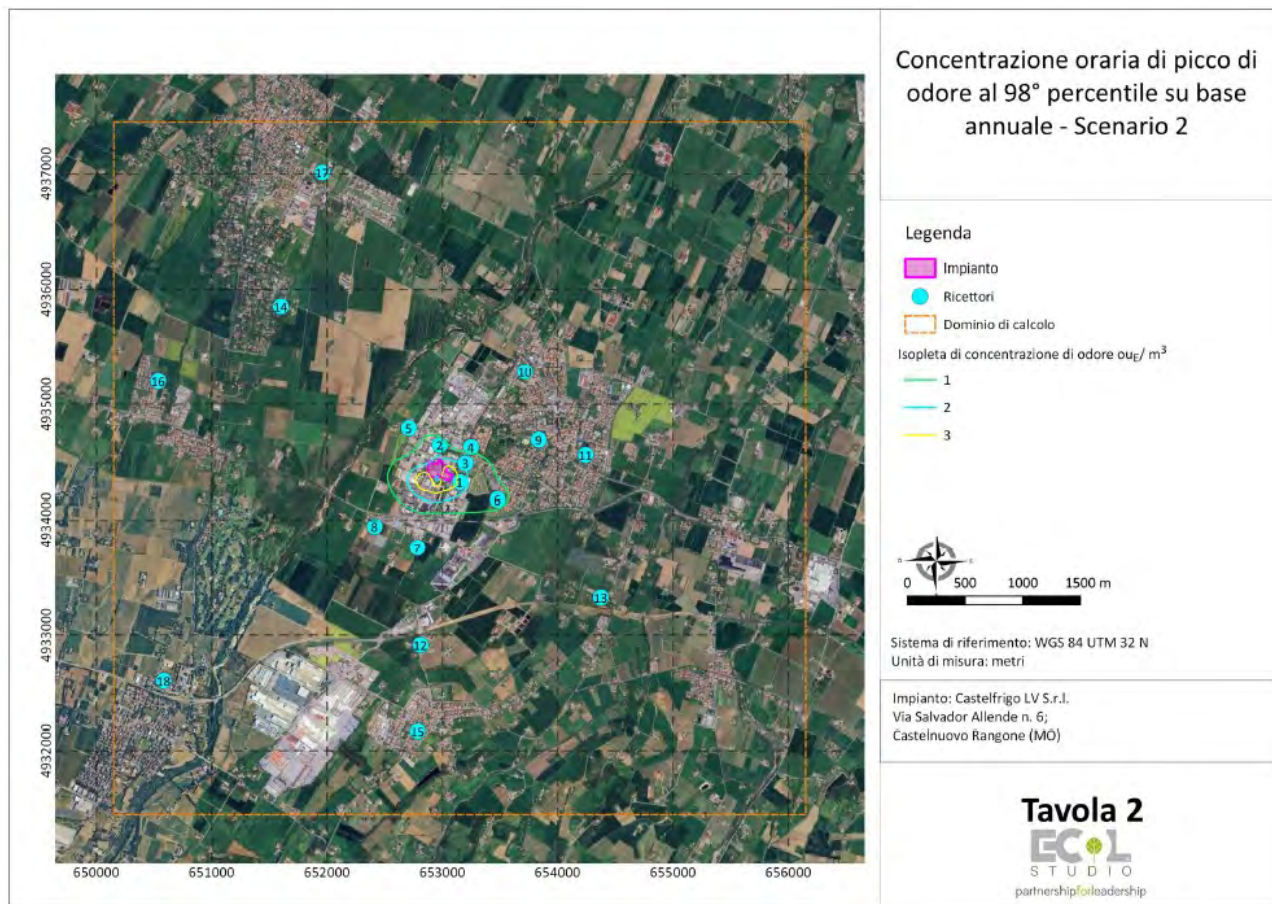 Concentrazione oraria di picco di
odore al 98° percentile su base
annuale - Scenario 2
Legenda
Impianto
Ricettori
Dominio di calcolo
Isopleta di concentrazione di odore ouE/ m³
1
2
3
0 500 1000 1500 m
Sistema di riferimento: WGS 84 UTM 32 N
Unità di misura: metri
Impianto: Castelfrigo LV S.r.l.
Via Salvador Allende n. 6;
Castelnuovo Rangone (MO)
Tavola 2
ECOL
STUDIO
partnershipforleadership
4937000
4936000
4935000
4934000
4933000
4932000
650000 651000 652000 653000 654000 655000 656000
17
14
16
10
5
2
4
9
11
3
1
6
8
7
13
12
18
15